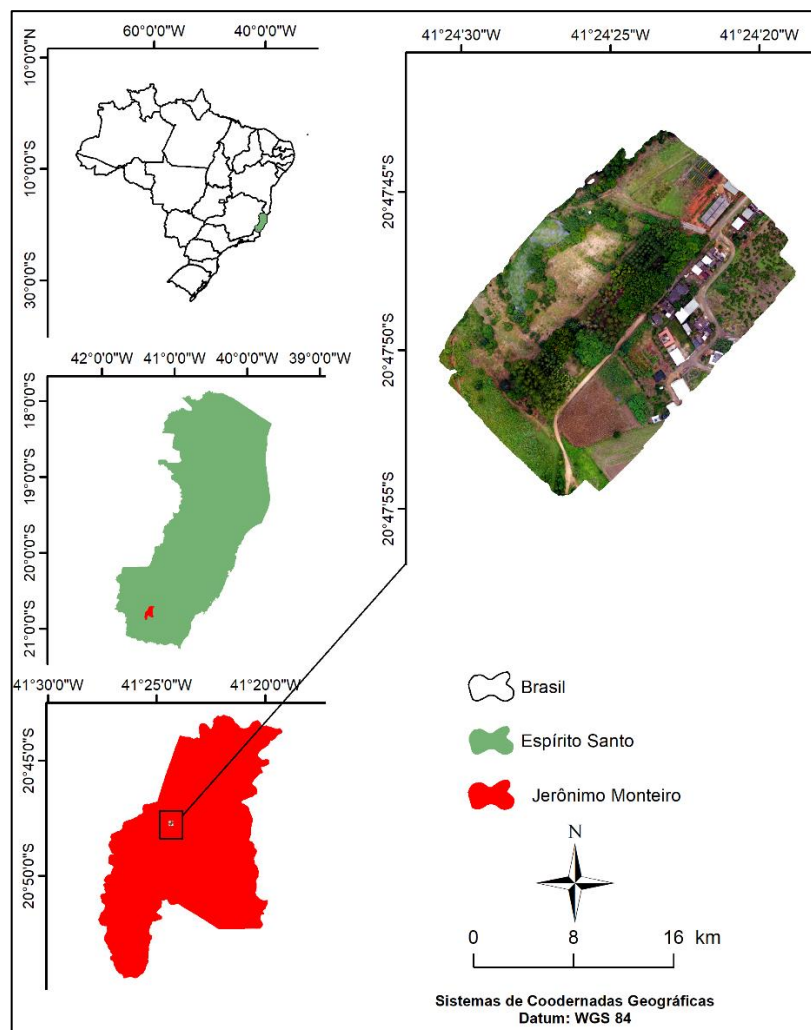 60°0'0"W 40°0'0"W
10°0'0"N
10°0'0"S
30°0'0"S
42°0'0"W 41°0'0"W 40°0'0"W 39°0'0"W
18°0'0"S
19°0'0"S
20°0'0"S
21°0'0"S
41°30'0"W 41°25'0"W 41°20'0"W
20°45'0"S
20°50'0"S
41°24'30"W 41°24'25"W 41°24'20"W
20°47'45"S
20°47'50"S
20°47'55"S
Brasil
Espírito Santo
Jerônimo Monteiro
N
0 8 16 km
Sistemas de Coodernadas Geográficas
Datum: WGS 84